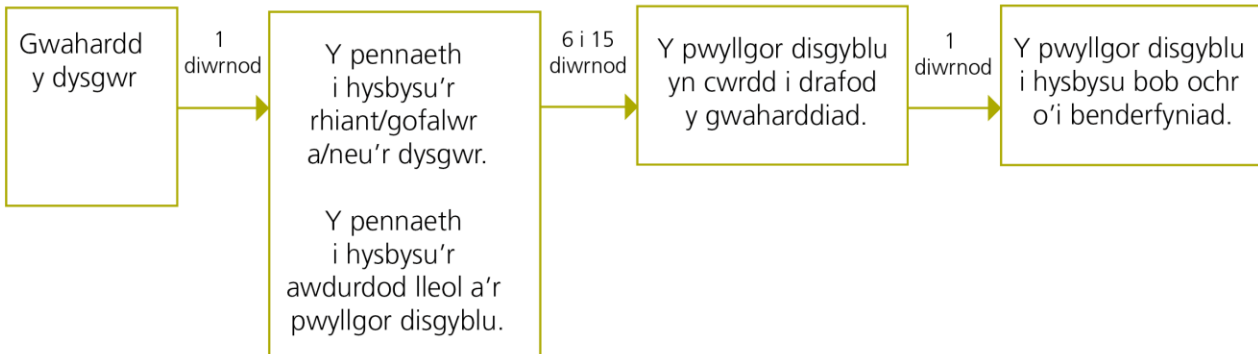 Gwahardd
y dysgwr
1
diwrnod
Y pennaeth
i hysbysu'r
rhiant/gofalwr
a/neu'r dysgwr.
Y pennaeth
i hysbysu'r
awdurdod lleol a'r
pwyllgor disgyblu.
6 i 15
diwrnod
Y pwyllgor disgyblu
yn cwrdd i drafod
y gwaharddiad.
1
diwrnod
Y pwyllgor disgyblu
i hysbysu bob ochr
o'i benderfyniad.